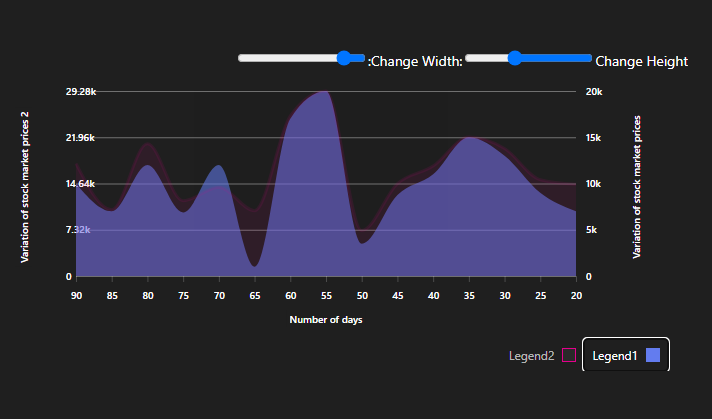 :Change Width: Change Height
Variation of stock market prices 2
29.28k
21.96k
14.64k
7.32k
0
20k
15k
10k
5k
0
Variation of stock market prices
90 85 80 75 70 65 60 55 50 45 40 35 30 25 20
Number of days
Legend2 Legend1